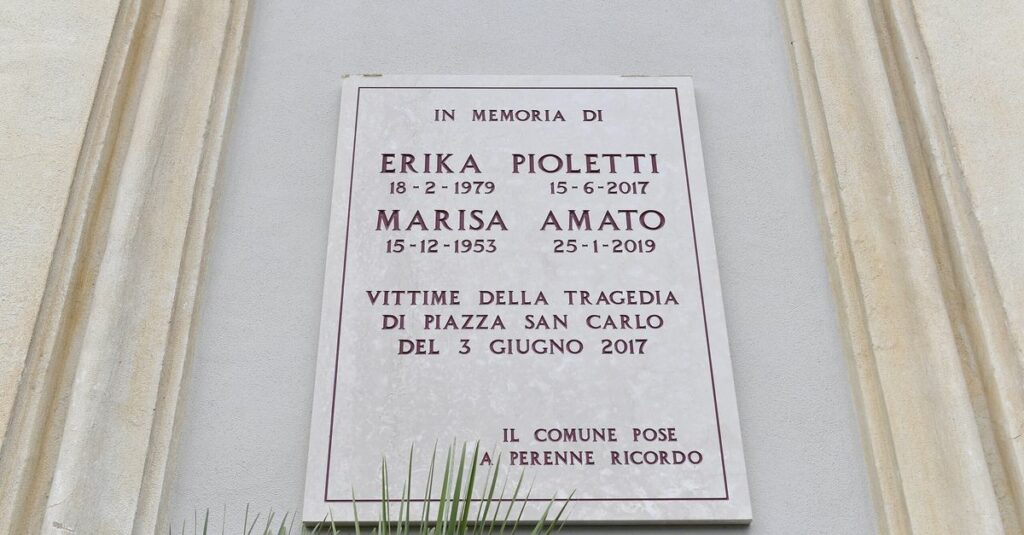 IN MEMORIA DI
ERIKA PIOLETTI
18-2-1979 15-6-2017
MARISA AMATO
15-12-1953 25-1-2019
VITTIME DELLA TRAGEDIA
DI PIAZZA SAN CARLO
DEL 3 GIUGNO 2017
IL COMUNE POSE
A PERENNE RICORDO